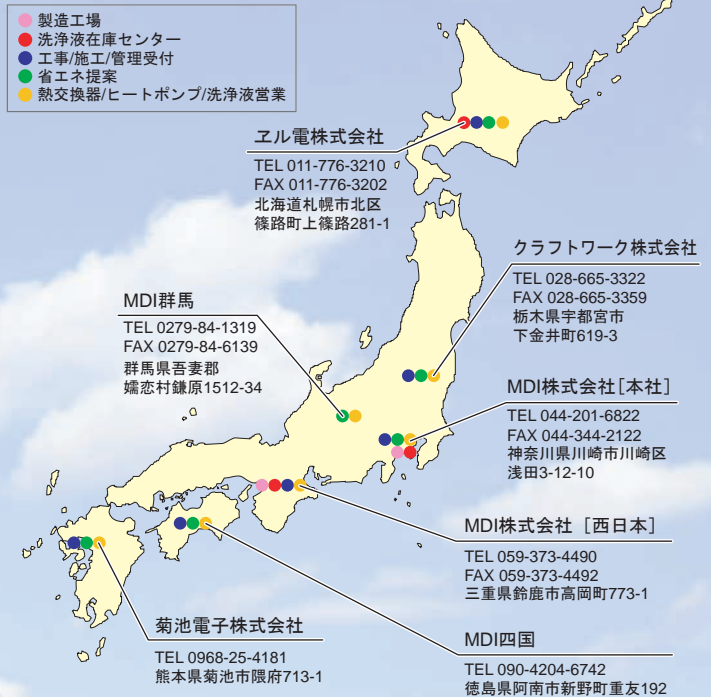 製造工場
洗浄液在庫センター
工事/施工/管理受付
省エネ提案
熱交換器/ヒートポンプ/洗浄液営業
ヱル電株式会社
TEL 011-776-3210
FAX 011-776-3202
北海道札幌市北区
篠路町上篠路281-1
クラフトワーク株式会社
TEL 028-665-3322
FAX 028-665-3359
栃木県宇都宮市
下金井町619-3
MDI群馬
TEL 0279-84-1319
FAX 0279-84-6139
群馬県吾妻郡
嬬恋村鎌原1512-34
MDI株式会社[本社]
TEL 044-201-6822
FAX 044-344-2122
神奈川県川崎市川崎区
浅田3-12-10
MDI株式会社 [西日本]
TEL 059-373-4490
FAX 059-373-4492
三重県鈴鹿市高岡町773-1
菊池電子株式会社
TEL 0968-25-4181
熊本県菊池市隈府713-1
MDI四国
TEL 090-4204-6742
徳島県阿南市新野町重友192